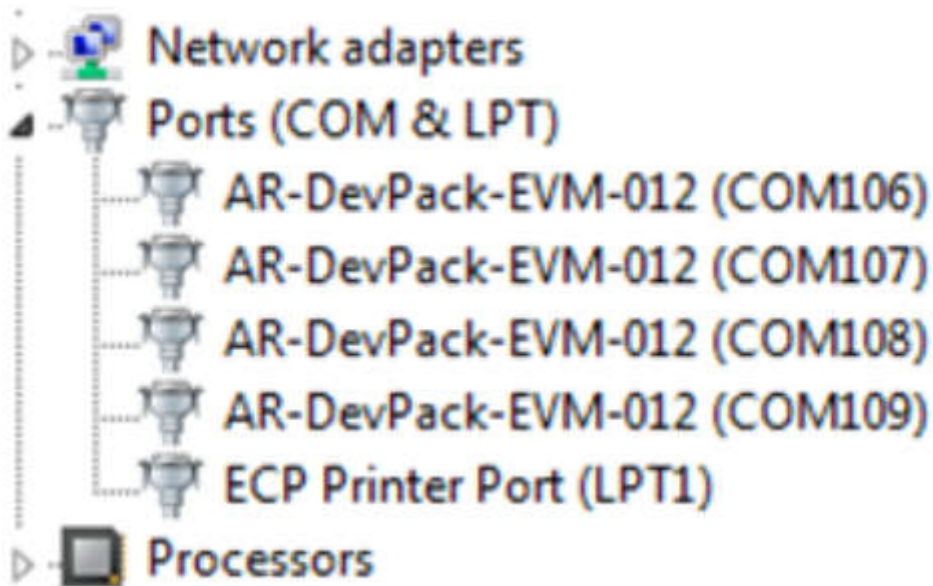 Network adapters
Ports (COM & LPT)
AR-DevPack-EVM-012 (COM106)
AR-DevPack-EVM-012 (COM107)
AR-DevPack-EVM-012 (COM108)
AR-DevPack-EVM-012 (COM109)
ECP Printer Port (LPT1)
Processors